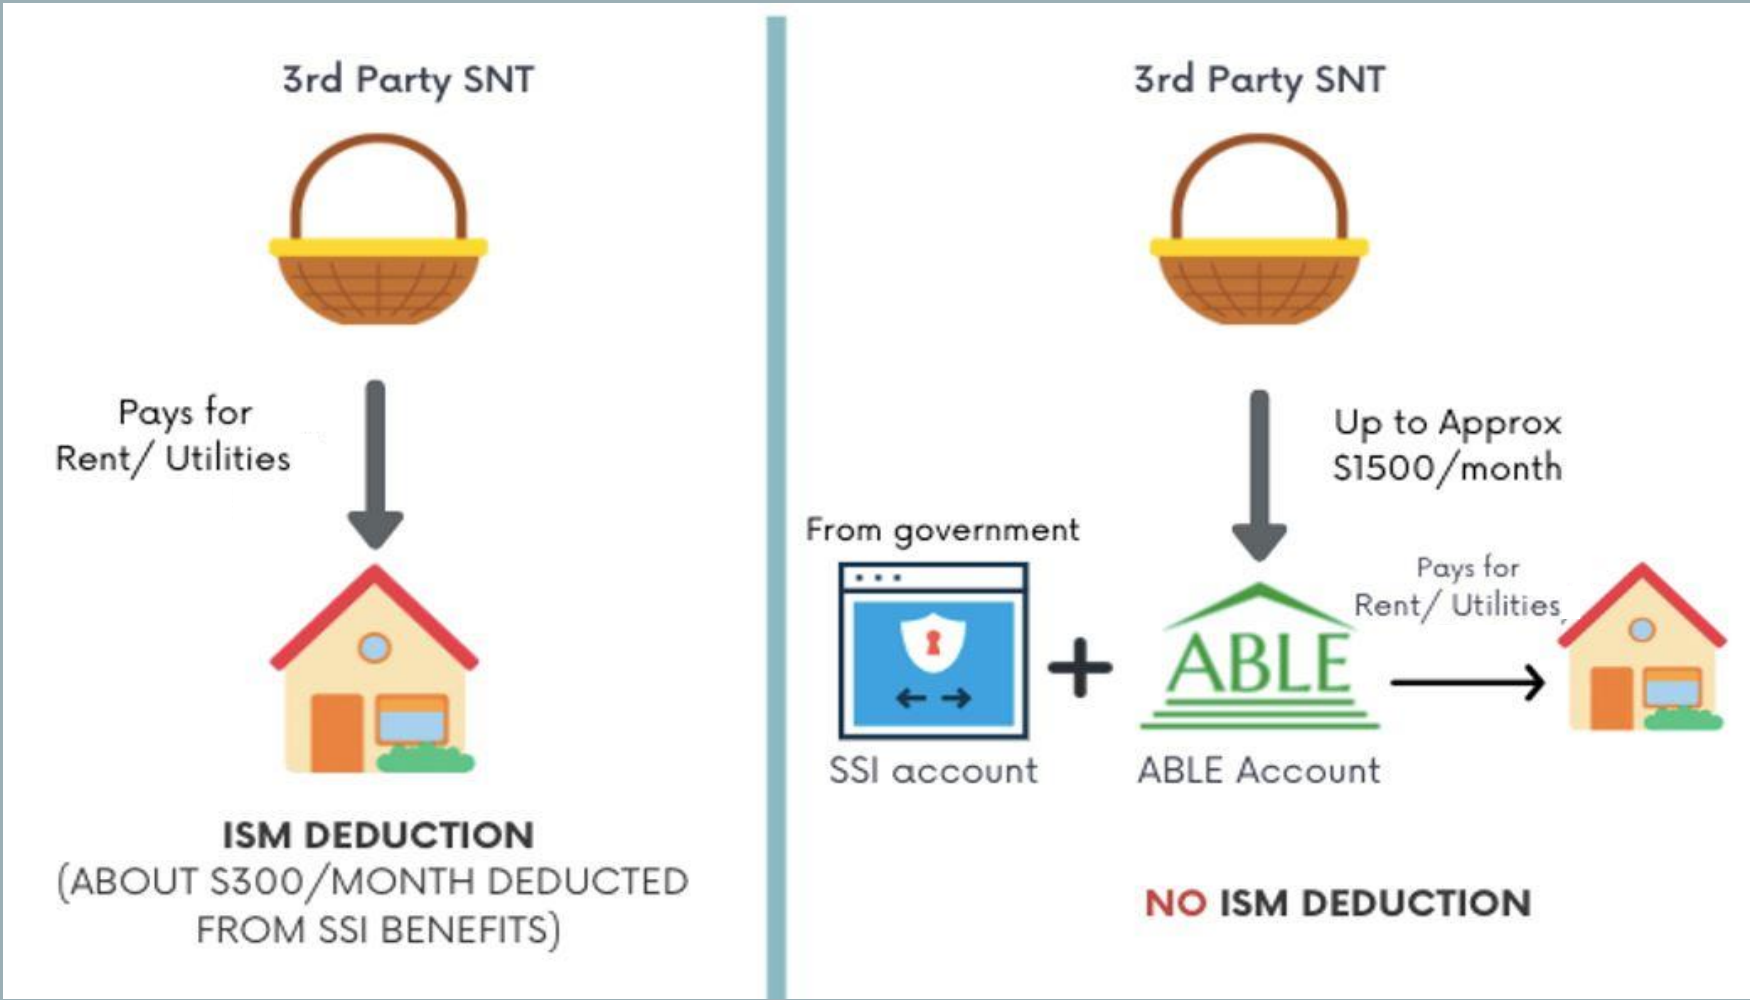 3rd Party SNT
Pays for
Rent/ Utilities
ISM DEDUCTION
(ABOUT $300/MONTH DEDUCTED
FROM SSI BENEFITS)
3rd Party SNT
Up to Approx
$1500/month
From government
SSI account
ABLE
ABLE Account
Pays for
Rent/ Utilities
NO ISM DEDUCTION